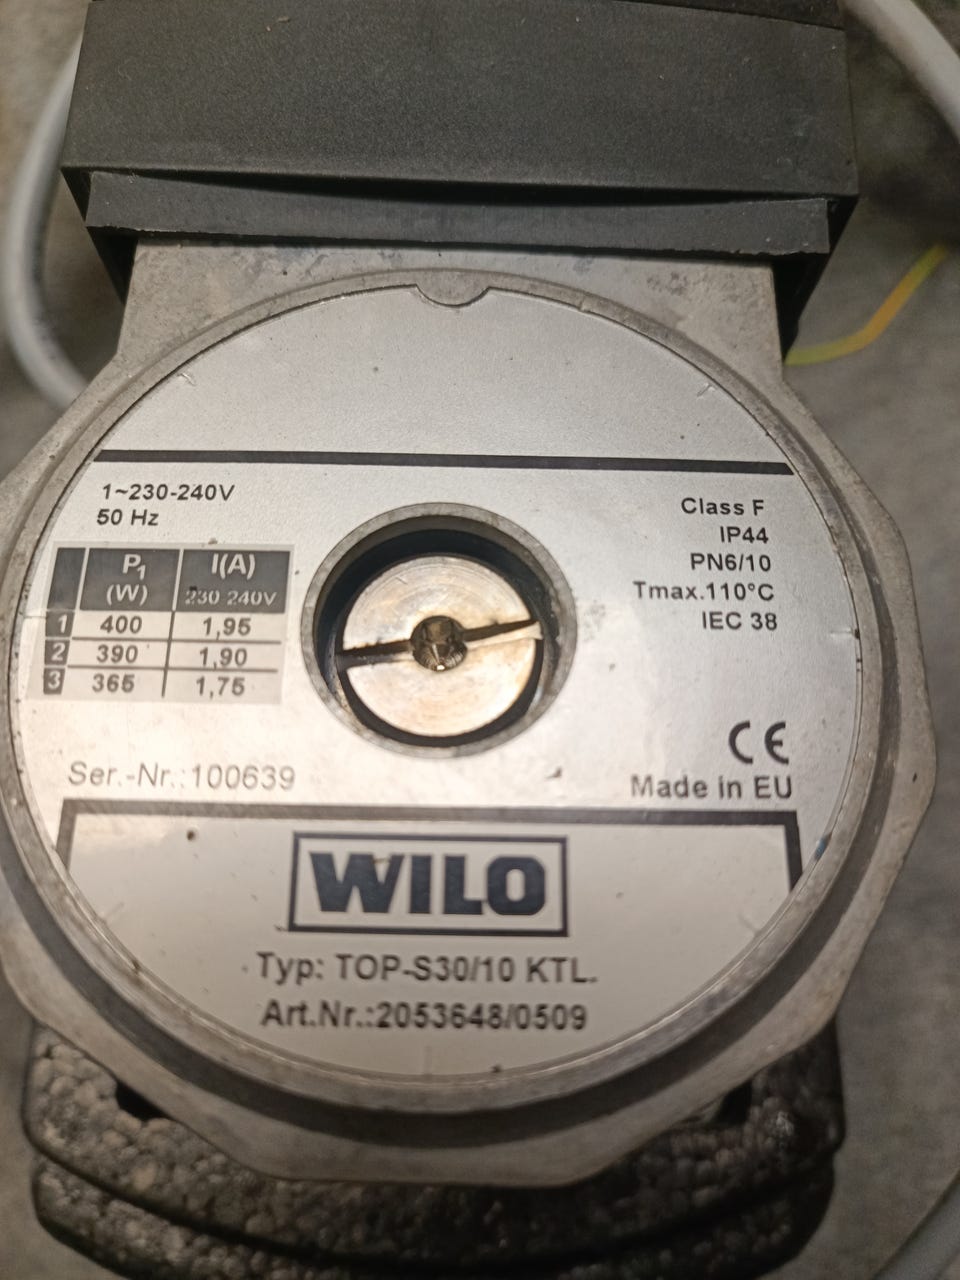 1~230-240V
50 Hz
P1 (W) I(A) 230 240V
1 400 1,95
2 390 1,90
3 365 1,75
Class F
IP44
PN6/10
Tmax.110°C
IEC 38
CE
Ser.-Nr.:100639
Made in EU
WILO
Typ: TOP-S30/10 KTL.
Art.Nr.:2053648/0509